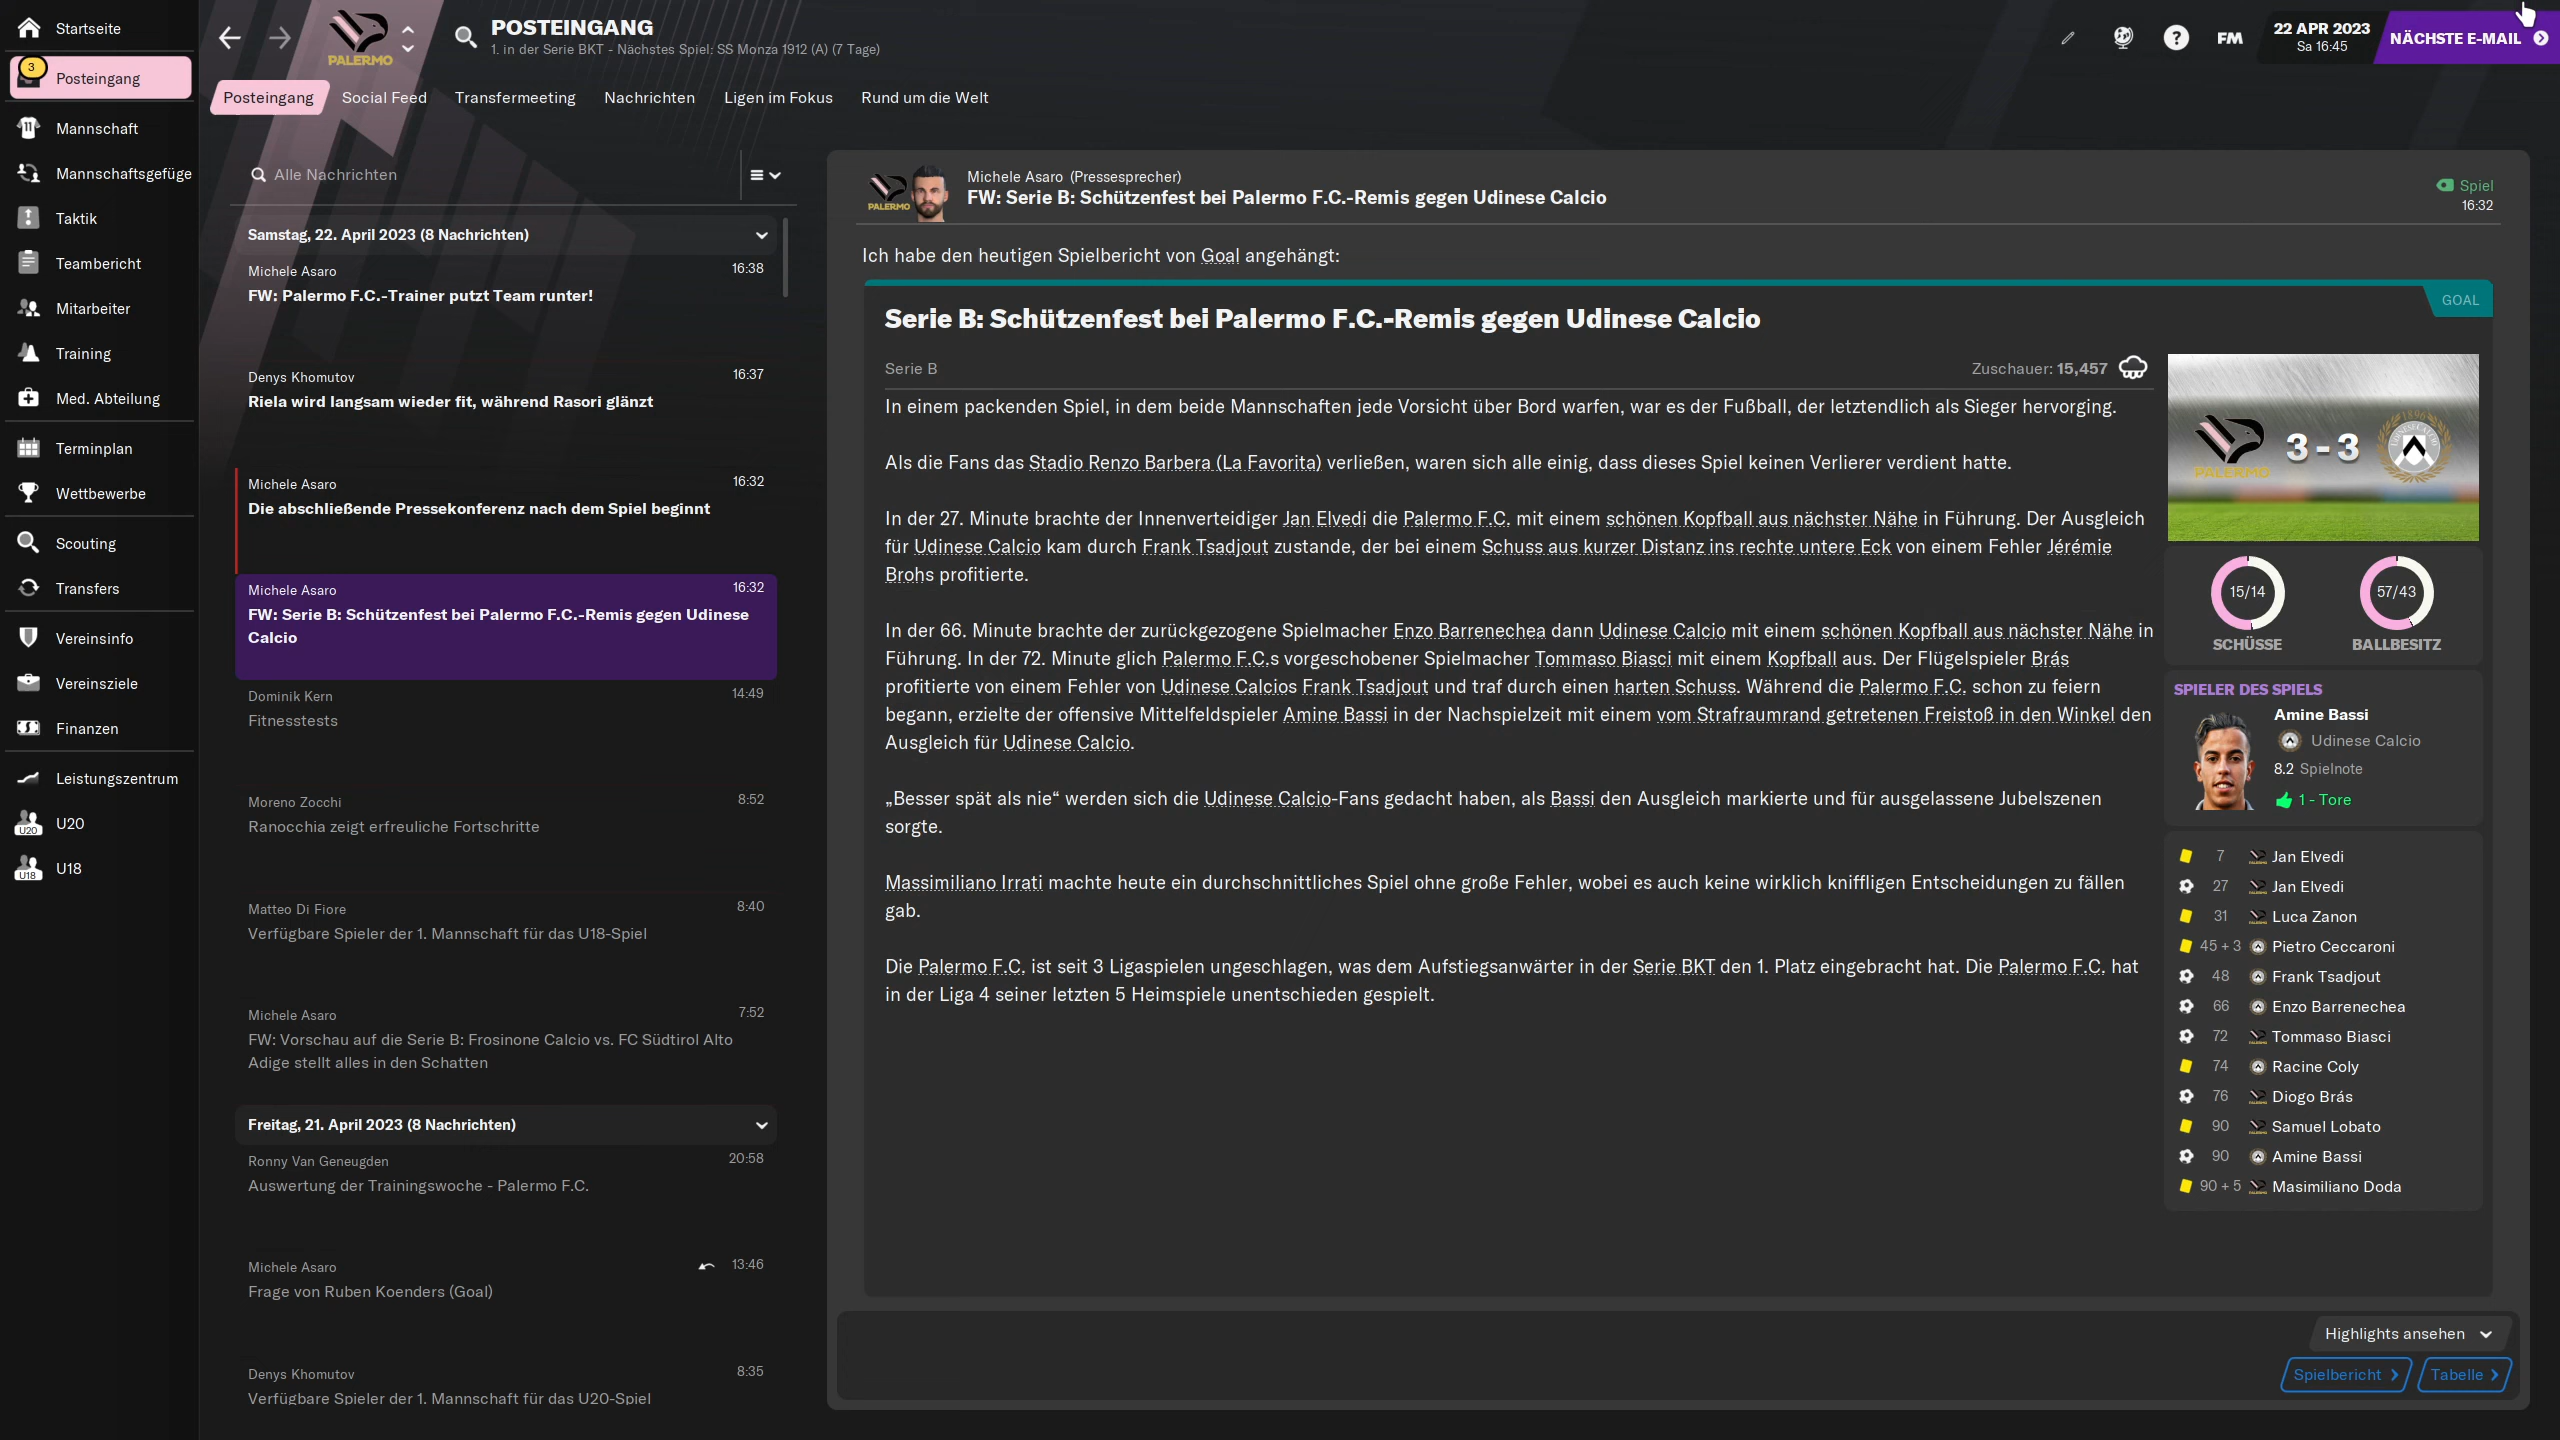 Startseite
3
Posteingang
Mannschaft
Mannschaftsgefüge
Taktik
Teambericht
Mitarbeiter
Training
Med. Abteilung
Terminplan
Wettbewerbe
Scouting
Transfers
Vereinsinfo
Vereinsziele
Finanzen
Leistungszentrum
U20
U20
U18
U18
PALERMO
POSTEINGANG
1. in der Serie BKT - Nächstes Spiel: SS Monza 1912 (A) (7 Tage)
FM
22 APR 2023
Sa 16:45
NÄCHSTE E-MAIL
Posteingang Social Feed Transfermeeting Nachrichten Ligen im Fokus Rund um die Welt
Alle Nachrichten
Samstag, 22. April 2023 (8 Nachrichten)
Michele Asaro 16:38
FW: Palermo F.C.-Trainer putzt Team runter!
Denys Khomutov 16:37
Riela wird langsam wieder fit, während Rasori glänzt
Michele Asaro 16:32
Die abschließende Pressekonferenz nach dem Spiel beginnt
Michele Asaro 16:32
FW: Serie B: Schützenfest bei Palermo F.C.-Remis gegen Udinese
Calcio
Dominik Kern 14:49
Fitnesstests
Moreno Zocchi 8:52
Ranocchia zeigt erfreuliche Fortschritte
Matteo Di Fiore 8:40
Verfügbare Spieler der 1. Mannschaft für das U18-Spiel
Michele Asaro 7:52
FW: Vorschau auf die Serie B: Frosinone Calcio vs. FC Südtirol Alto
Adige stellt alles in den Schatten
Freitag, 21. April 2023 (8 Nachrichten)
Ronny Van Geneugden 20:58
Auswertung der Trainingswoche - Palermo F.C.
Michele Asaro 13:46
Frage von Ruben Koenders (Goal)
Denys Khomutov 8:35
Verfügbare Spieler der 1. Mannschaft für das U20-Spiel
PALERMO
Michele Asaro (Pressesprecher)
FW: Serie B: Schützenfest bei Palermo F.C.-Remis gegen Udinese Calcio
Spiel
16:32
Ich habe den heutigen Spielbericht von Goal angehängt:
GOAL
Serie B: Schützenfest bei Palermo F.C.-Remis gegen Udinese Calcio
Serie B
Zuschauer: 15,457
In einem packenden Spiel, in dem beide Mannschaften jede Vorsicht über Bord warfen, war es der Fußball, der letztendlich als Sieger hervorging.
Als die Fans das Stadio Renzo Barbera (La Favorita) verließen, waren sich alle einig, dass dieses Spiel keinen Verlierer verdient hatte.
In der 27. Minute brachte der Innenverteidiger Jan Elvedi die Palermo F.C. mit einem schönen Kopfball aus nächster Nähe in Führung. Der Ausgleich
für Udinese Calcio kam durch Frank Tsadjout zustande, der bei einem Schuss aus kurzer Distanz ins rechte untere Eck von einem Fehler Jérémie
Brohs profitierte.
In der 66. Minute brachte der zurückgezogene Spielmacher Enzo Barrenechea dann Udinese Calcio mit einem schönen Kopfball aus nächster Nähe in
Führung. In der 72. Minute glich Palermo F.C.s vorgeschobener Spielmacher Tommaso Biasci mit einem Kopfball aus. Der Flügelspieler Brás
profitierte von einem Fehler von Udinese Calcios Frank Tsadjout und traf durch einen harten Schuss. Während die Palermo F.C. schon zu feiern
begann, erzielte der offensive Mittelfeldspieler Amine Bassi in der Nachspielzeit mit einem vom Strafraumrand getretenen Freistoß in den Winkel den
Ausgleich für Udinese Calcio.
„Besser spät als nie“ werden sich die Udinese Calcio-Fans gedacht haben, als Bassi den Ausgleich markierte und für ausgelassene Jubelszenen
sorgte.
Massimiliano Irrati machte heute ein durchschnittliches Spiel ohne große Fehler, wobei es auch keine wirklich kniffligen Entscheidungen zu fällen
gab.
Die Palermo F.C. ist seit 3 Ligaspielen ungeschlagen, was dem Aufstiegsanwärter in der Serie BKT den 1. Platz eingebracht hat. Die Palermo F.C. hat
in der Liga 4 seiner letzten 5 Heimspiele unentschieden gespielt.
PALERMO
3 - 3
1896
UDINESE CALCIO
15/14
SCHÜSSE
57/43
BALLBESITZ
SPIELER DES SPIELS
Amine Bassi
Udinese Calcio
8.2 Spielnote
1 - Tore
7 Jan Elvedi
27 Jan Elvedi
31 Luca Zanon
45 + 3 Pietro Ceccaroni
48 Frank Tsadjout
66 Enzo Barrenechea
72 Tommaso Biasci
74 Racine Coly
76 Diogo Brás
90 Samuel Lobato
90 Amine Bassi
90 + 5 Masimiliano Doda
Highlights ansehen
Spielbericht
Tabelle